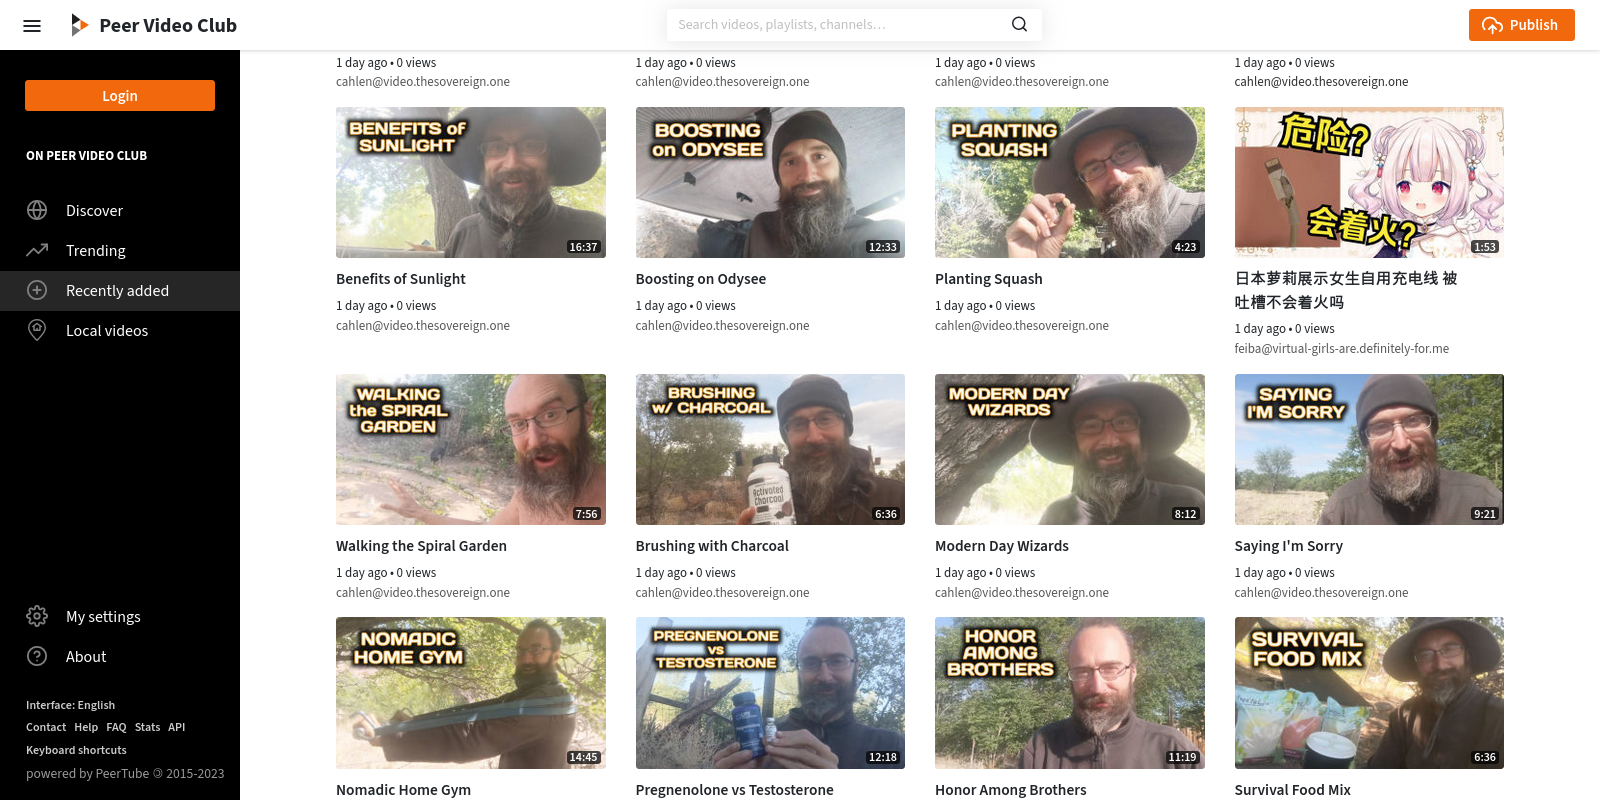 Peer Video Club
Search videos, playlists, channels…
Publish
Login
ON PEER VIDEO CLUB
Discover
Trending
Recently added
Local videos
My settings
About
Interface: English
Contact Help FAQ Stats API
Keyboard shortcuts
powered by PeerTube © 2015-2023
1 day ago • 0 views
cahlen@video.thesovereign.one
1 day ago • 0 views
cahlen@video.thesovereign.one
1 day ago • 0 views
cahlen@video.thesovereign.one
1 day ago • 0 views
cahlen@video.thesovereign.one
BENEFITS of
SUNLIGHT
16:37
Benefits of Sunlight
1 day ago • 0 views
cahlen@video.thesovereign.one
BOOSTING
on ODYSEE
12:33
Boosting on Odysee
1 day ago • 0 views
cahlen@video.thesovereign.one
PLANTING
SQUASH
4:23
Planting Squash
1 day ago • 0 views
cahlen@video.thesovereign.one
危险?
会着火?
1:53
日本萝莉展示女生自用充电线 被
吐槽不会着火吗
1 day ago • 0 views
feiba@virtual-girls-are.definitely-for.me
WALKING
the SPIRAL
GARDEN
7:56
Walking the Spiral Garden
1 day ago • 0 views
cahlen@video.thesovereign.one
BRUSHING
w/ CHARCOAL
activated
charcoal
6:36
Brushing with Charcoal
1 day ago • 0 views
cahlen@video.thesovereign.one
MODERN DAY
WIZARDS
8:12
Modern Day Wizards
1 day ago • 0 views
cahlen@video.thesovereign.one
SAYING
I'M SORRY
9:21
Saying I'm Sorry
1 day ago • 0 views
cahlen@video.thesovereign.one
NOMADIC
HOME GYM
14:45
Nomadic Home Gym
PREGNENOLONE
VS
TESTOSTERONE
12:18
Pregnenolone vs Testosterone
HONOR
AMONG
BROTHERS
11:19
Honor Among Brothers
SURVIVAL
FOOD MIX
6:36
Survival Food Mix